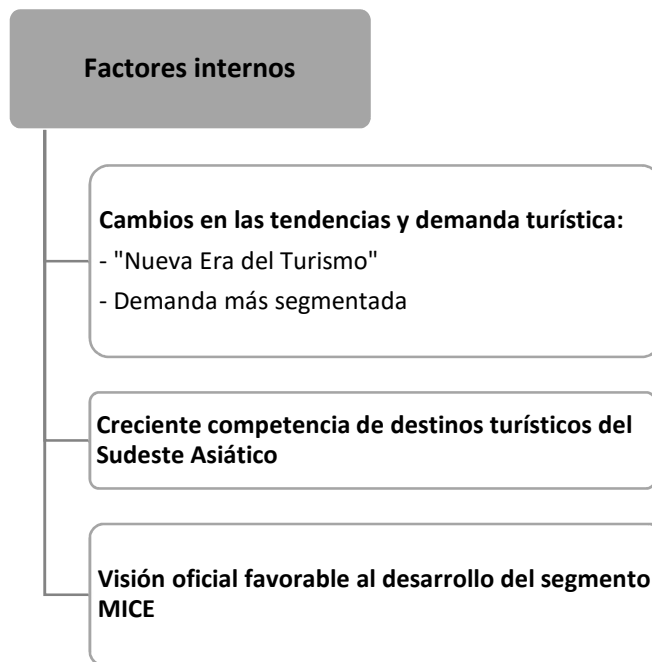 Factores internos
Cambios en las tendencias y demanda turística:
- "Nueva Era del Turismo"
- Demanda más segmentada
Creciente competencia de destinos turísticos del
Sudeste Asiático
Visión oficial favorable al desarrollo del segmento
MICE